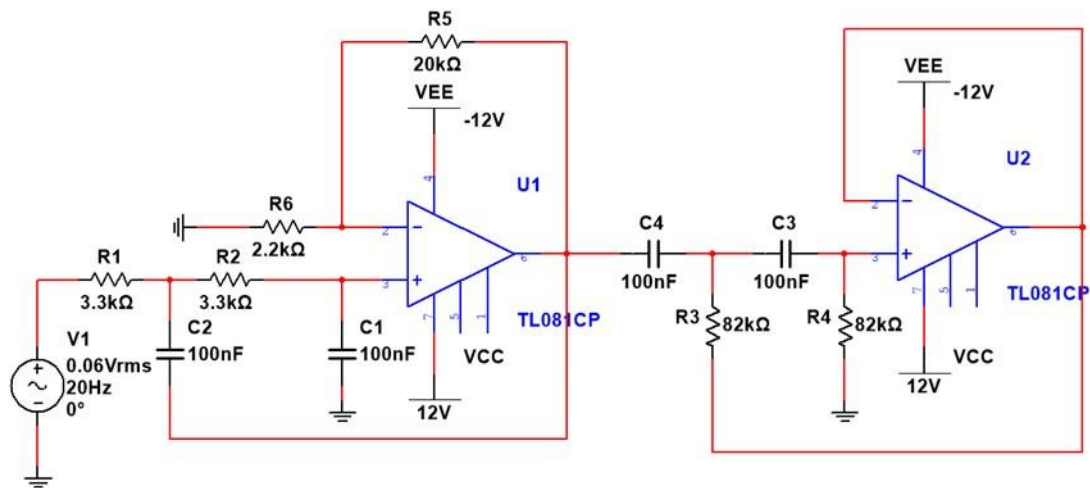 R5
20kΩ
VEE
-12V
4
U1
R6
2.2kΩ
2
−
+
3
6
7
5
1
TL081CP
VCC
12V
R1
3.3kΩ
R2
3.3kΩ
C2
100nF
C1
100nF
V1
+
0.06Vrms
20Hz
−
0°
C4
100nF
C3
100nF
R3
82kΩ
R4
82kΩ
VEE
-12V
4
U2
2
−
+
3
6
7
5
1
TL081CP
VCC
12V